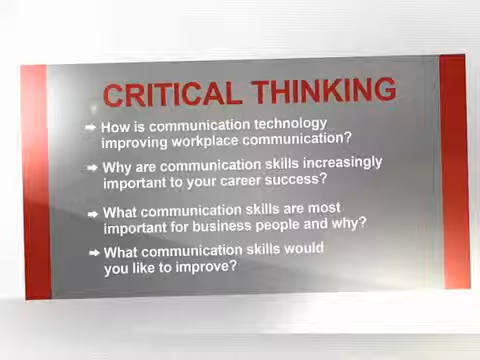 CRITICAL THINKING
➨ How is communication technology
improving workplace communication?
➨ Why are communication skills increasingly
important to your career success?
➨ What communication skills are most
important for business people and why?
➨ What communication skills would
you like to improve?